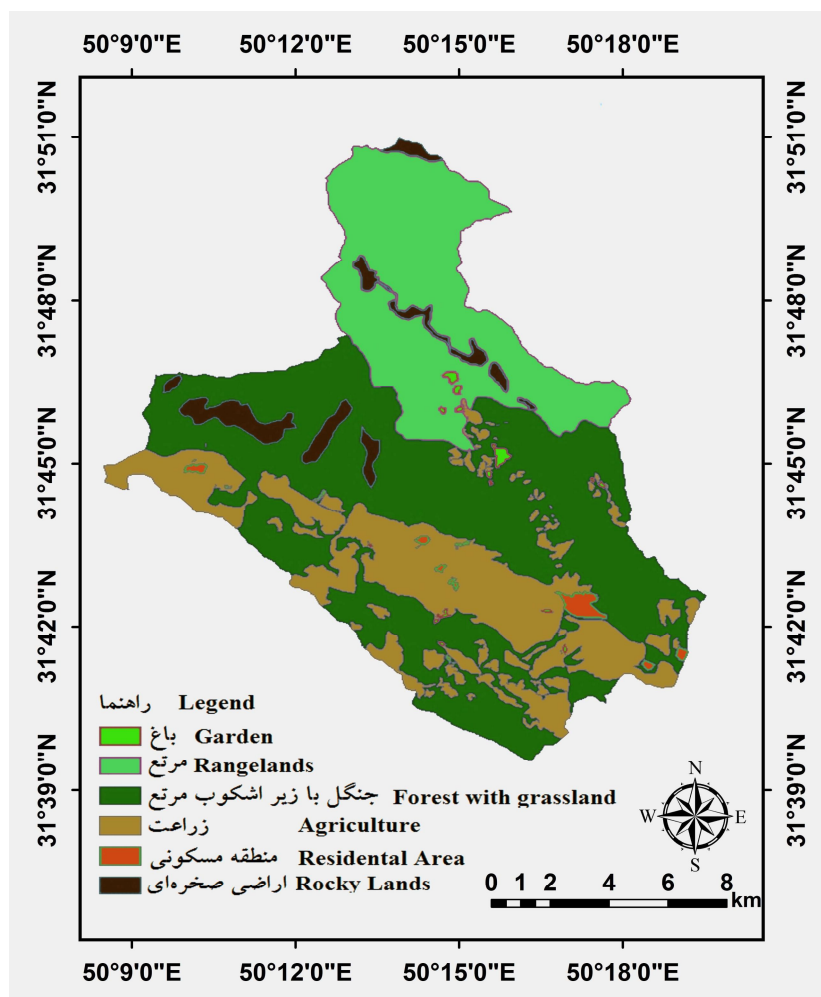 50°9'0"E 50°12'0"E 50°15'0"E 50°18'0"E
31°51'0"N 31°51'0"N
31°48'0"N 31°48'0"N
31°45'0"N 31°45'0"N
31°42'0"N 31°42'0"N
31°39'0"N 31°39'0"N
راهنما Legend
باغ Garden
مرتع Rangelands
جنگل با زیر اشکوب مرتع Forest with grassland
زراعت Agriculture
منطقه مسکونی Residental Area
اراضی صخره‌ای Rocky Lands
N
W E
S
0 1 2 4 6 8
km
50°9'0"E 50°12'0"E 50°15'0"E 50°18'0"E